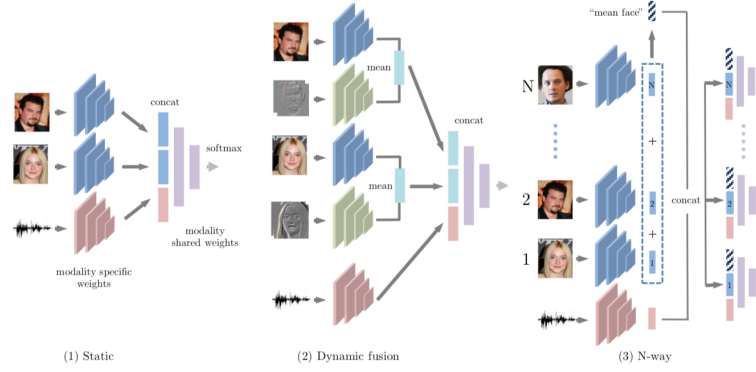 concat
softmax
modality
shared weights
modality specific
weights
(1) Static
mean
mean
concat
(2) Dynamic fusion
"mean face"
N
N
+
2
2
+
1
1
concat
N
2
1
(3) N-way